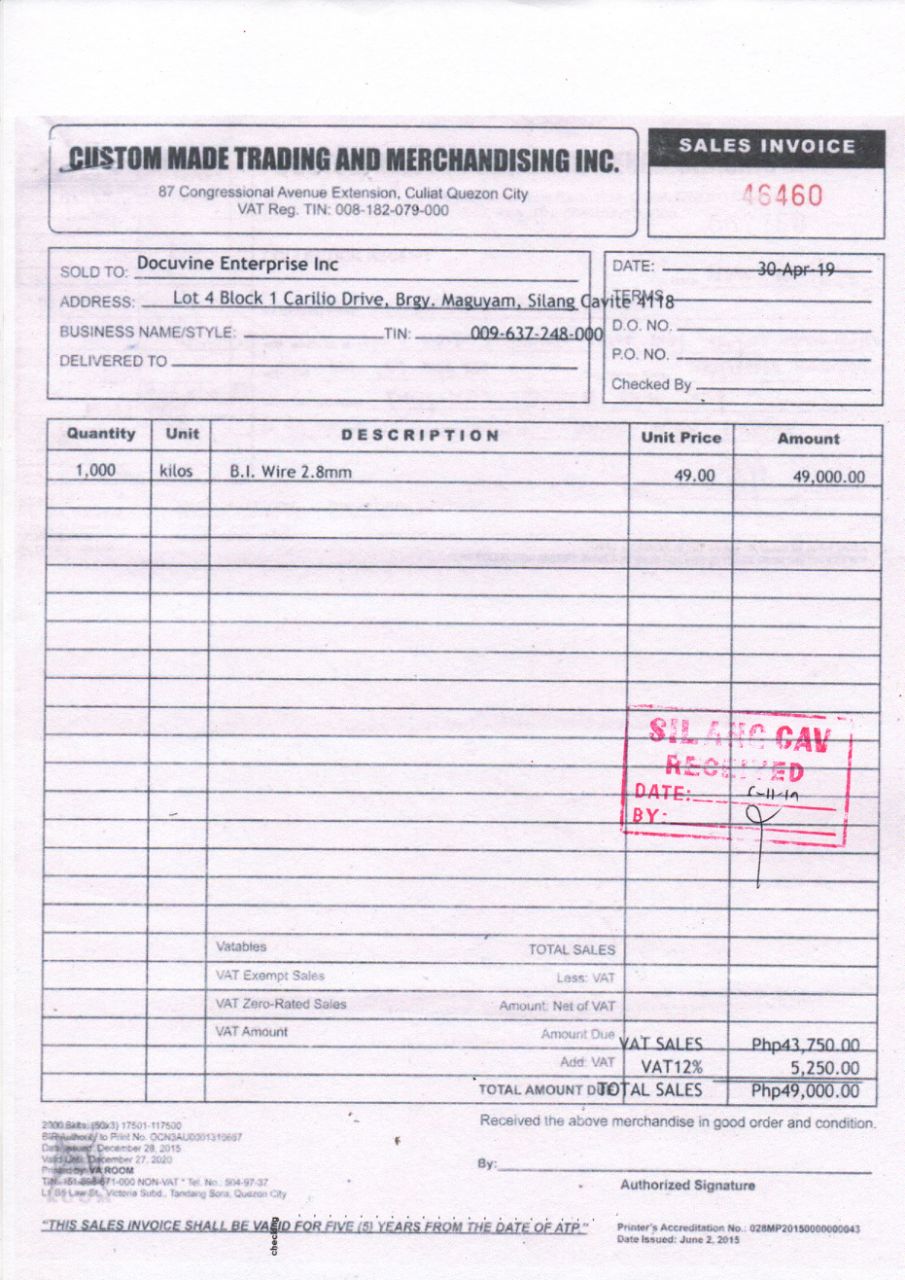 CUSTOM MADE TRADING AND MERCHANDISING INC.
87 Congressional Avenue Extension, Culiat Quezon City
VAT Reg. TIN: 008-182-079-000
SALES INVOICE
46460
SOLD TO: Docuvine Enterprise Inc
ADDRESS: Lot 4 Block 1 Carilio Drive, Brgy. Maguyam, Silang Cavite 4118
BUSINESS NAME/STYLE: TIN: 009-637-248-000
DELIVERED TO
DATE: 30-Apr-19
TERMS
D.O. NO.
P.O. NO.
Checked By
Quantity Unit DESCRIPTION Unit Price Amount
1,000 kilos B.I. Wire 2.8mm 49.00 49,000.00
SILANG CAV
RECEIVED
DATE:
BY:
Vatables TOTAL SALES
VAT Exempt Sales Less: VAT
VAT Zero-Rated Sales Amount: Net of VAT
VAT Amount Amount Due VAT SALES Php43,750.00
Add: VAT VAT12% 5,250.00
TOTAL AMOUNT DUE TOTAL SALES Php49,000.00
Received the above merchandise in good order and condition.
By:
Authorized Signature
2000 Bklts. (50x3) 17501-117500
BIR Authority to Print No.
Date Issued: December 28, 2015
Valid Until: December 27, 2020
Printed by: VA ROOM
671-000 NON-VAT * Tel. No.: 504-97-37
Law St., Victoria Subd., Tandang Sora, Quezon City
"THIS SALES INVOICE SHALL BE VALID FOR FIVE (5) YEARS FROM THE DATE OF ATP."
checking
Printer's Accreditation No.: 028MP20150000000043
Date Issued: June 2, 2015